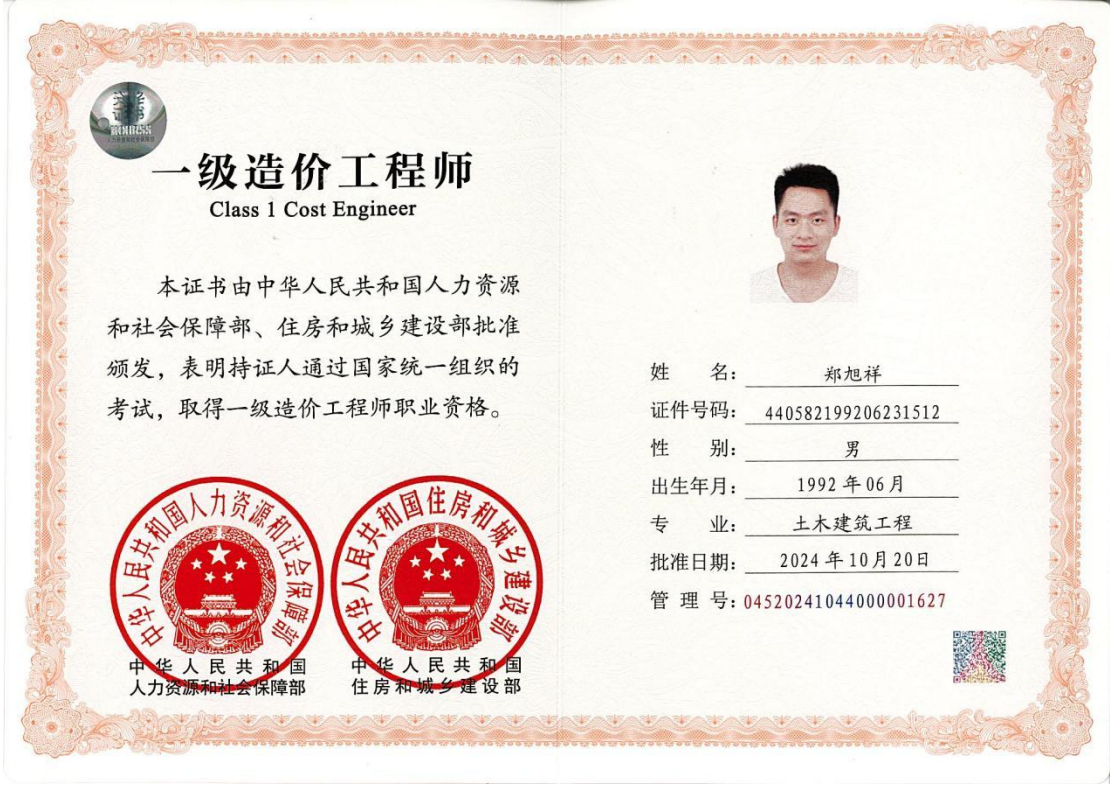 一级造价工程师
Class 1 Cost Engineer
本证书由中华人民共和国人力资源
和社会保障部、住房和城乡建设部批准
颁发，表明持证人通过国家统一组织的
考试，取得一级造价工程师职业资格。
中华人民共和国人力资源和社会保障部
中华人民共和国
人力资源和社会保障部
中华人民共和国住房和城乡建设部
中华人民共和国
住房和城乡建设部
姓 名：郑旭祥
证件号码：440582199206231512
性 别：男
出生年月：1992年06月
专 业：土木建筑工程
批准日期：2024年10月20日
管 理 号：04520241044000001627